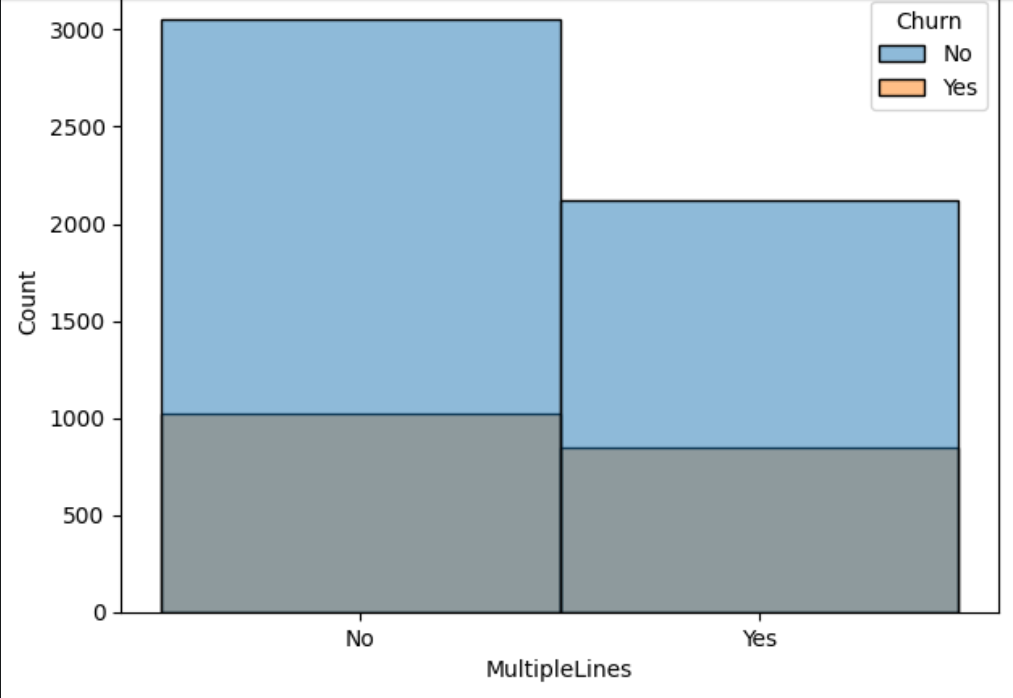 Churn
No
Yes
3000
2500
2000
1500
1000
500
0
Count
No Yes
MultipleLines